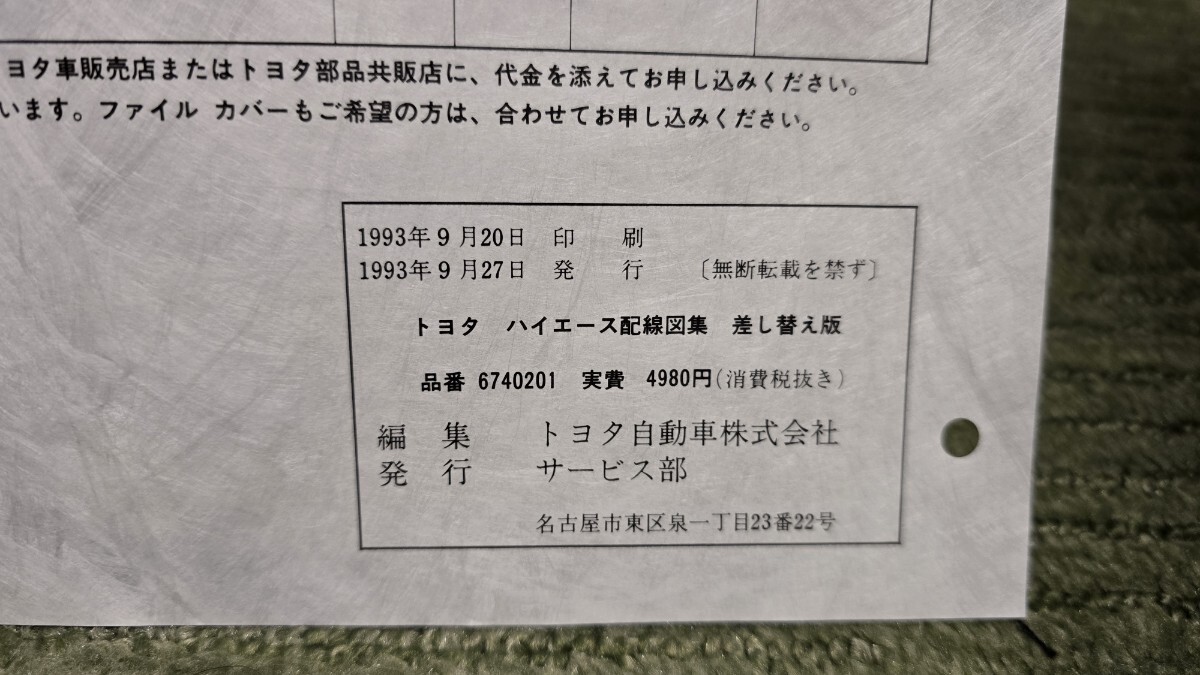 ヨタ車販売店またはトヨタ部品共販店に、代金を添えてお申し込みください。
います。ファイル カバーもご希望の方は、合わせてお申し込みください。
1993年9月20日 印 刷
1993年9月27日 発 行 〔無断転載を禁ず〕
トヨタ ハイエース配線図集 差し替え版
品番 6740201 実費 4980円(消費税抜き)
編 集 トヨタ自動車株式会社
発 行 サービス部
名古屋市東区泉一丁目23番22号